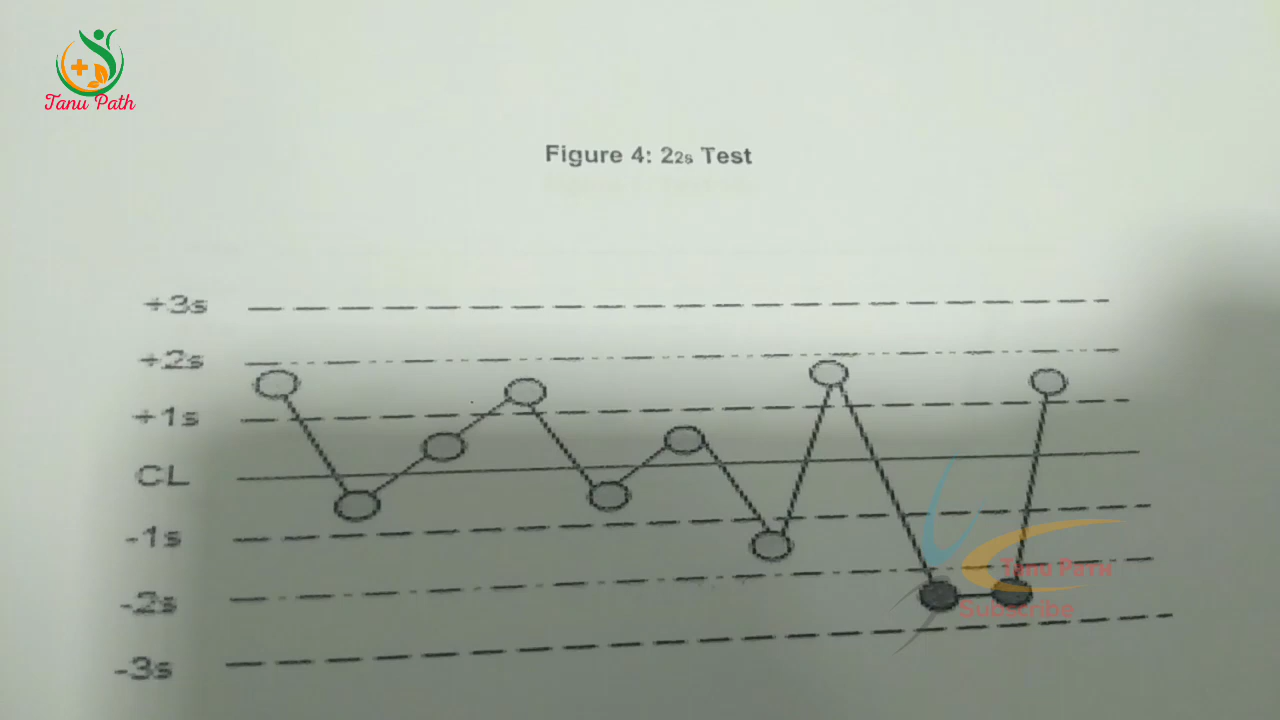 Tanu Path
Figure 4: 22s Test
+3s
+2s
+1s
CL
-1s
-2s
-3s
Tanu Path
Subscribe